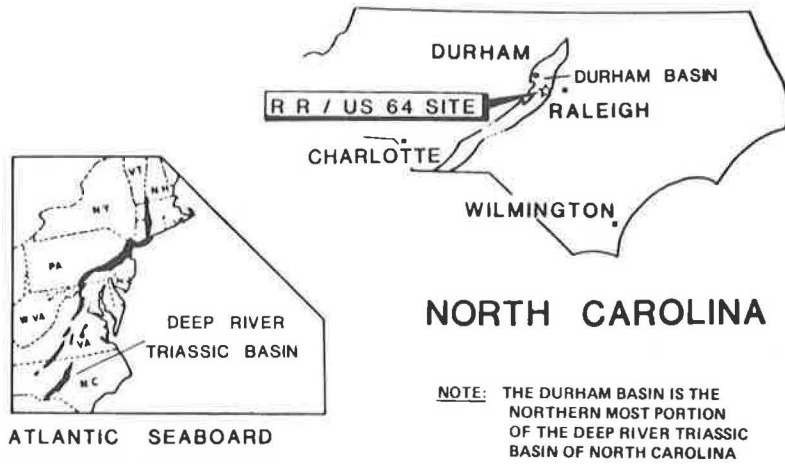 DURHAM
DURHAM BASIN
R R / US 64 SITE
RALEIGH
CHARLOTTE
WILMINGTON
NORTH CAROLINA
VT
N H
N Y
PA
W VA
VA
N C
DEEP RIVER
TRIASSIC BASIN
ATLANTIC SEABOARD
NOTE: THE DURHAM BASIN IS THE
NORTHERN MOST PORTION
OF THE DEEP RIVER TRIASSIC
BASIN OF NORTH CAROLINA